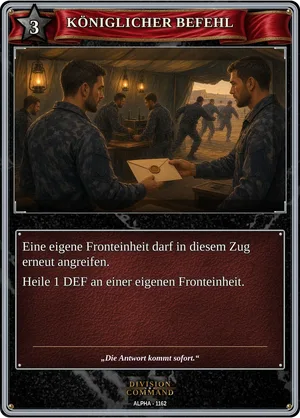 3
KÖNIGLICHER BEFEHL
Eine eigene Fronteinheit darf in diesem Zug
erneut angreifen.
Heile 1 DEF an einer eigenen Fronteinheit.
„Die Antwort kommt sofort.“
DIVISION
COMMAND
ALPHA - 1162